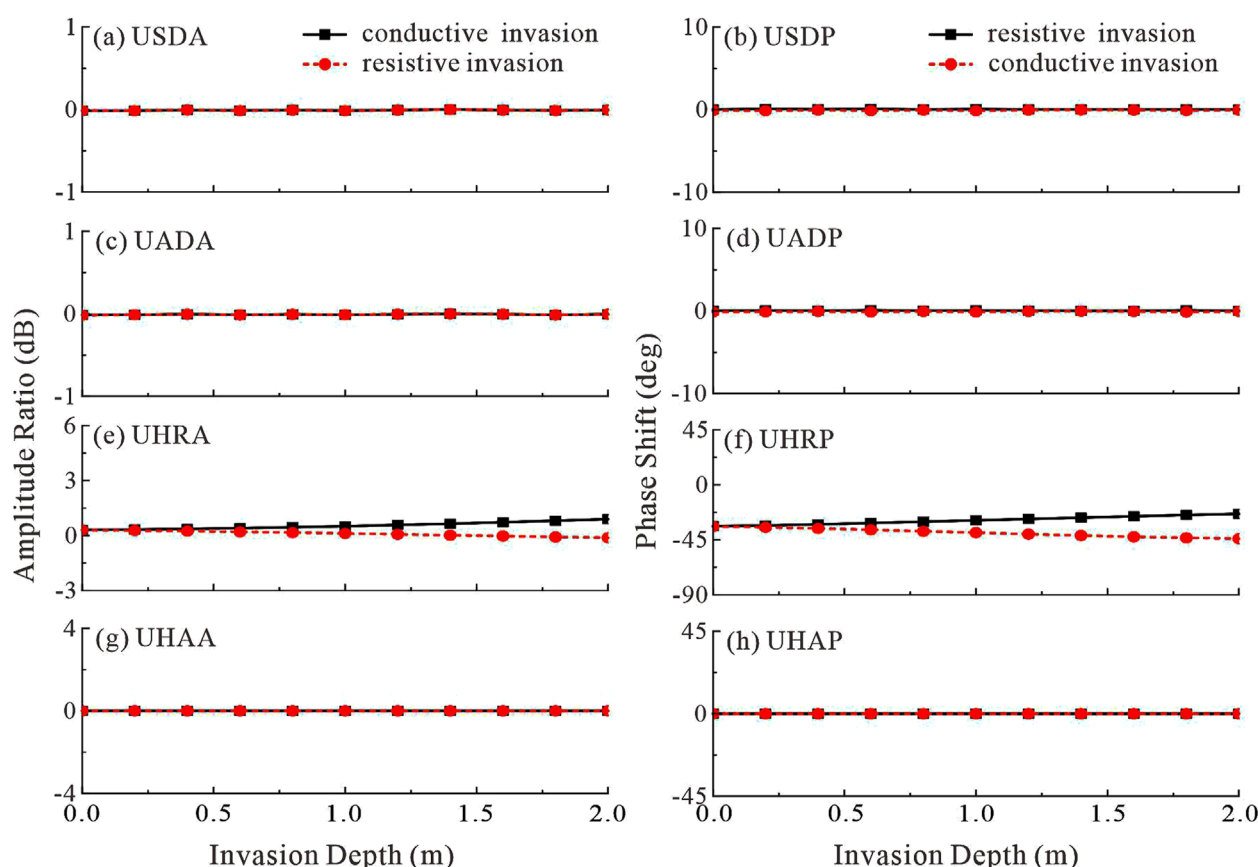 (a) USDA
conductive invasion
resistive invasion
1
0
-1
(b) USDP
resistive invasion
conductive invasion
10
0
-10
(c) UADA
1
0
-1
(d) UADP
10
0
-10
(e) UHRA
6
3
0
-3
(f) UHRP
45
0
-45
-90
(g) UHAA
4
0
-4
(h) UHAP
45
0
-45
Amplitude Ratio (dB)
Phase Shift (deg)
0.0 0.5 1.0 1.5 2.0
0.0 0.5 1.0 1.5 2.0
Invasion Depth (m)
Invasion Depth (m)